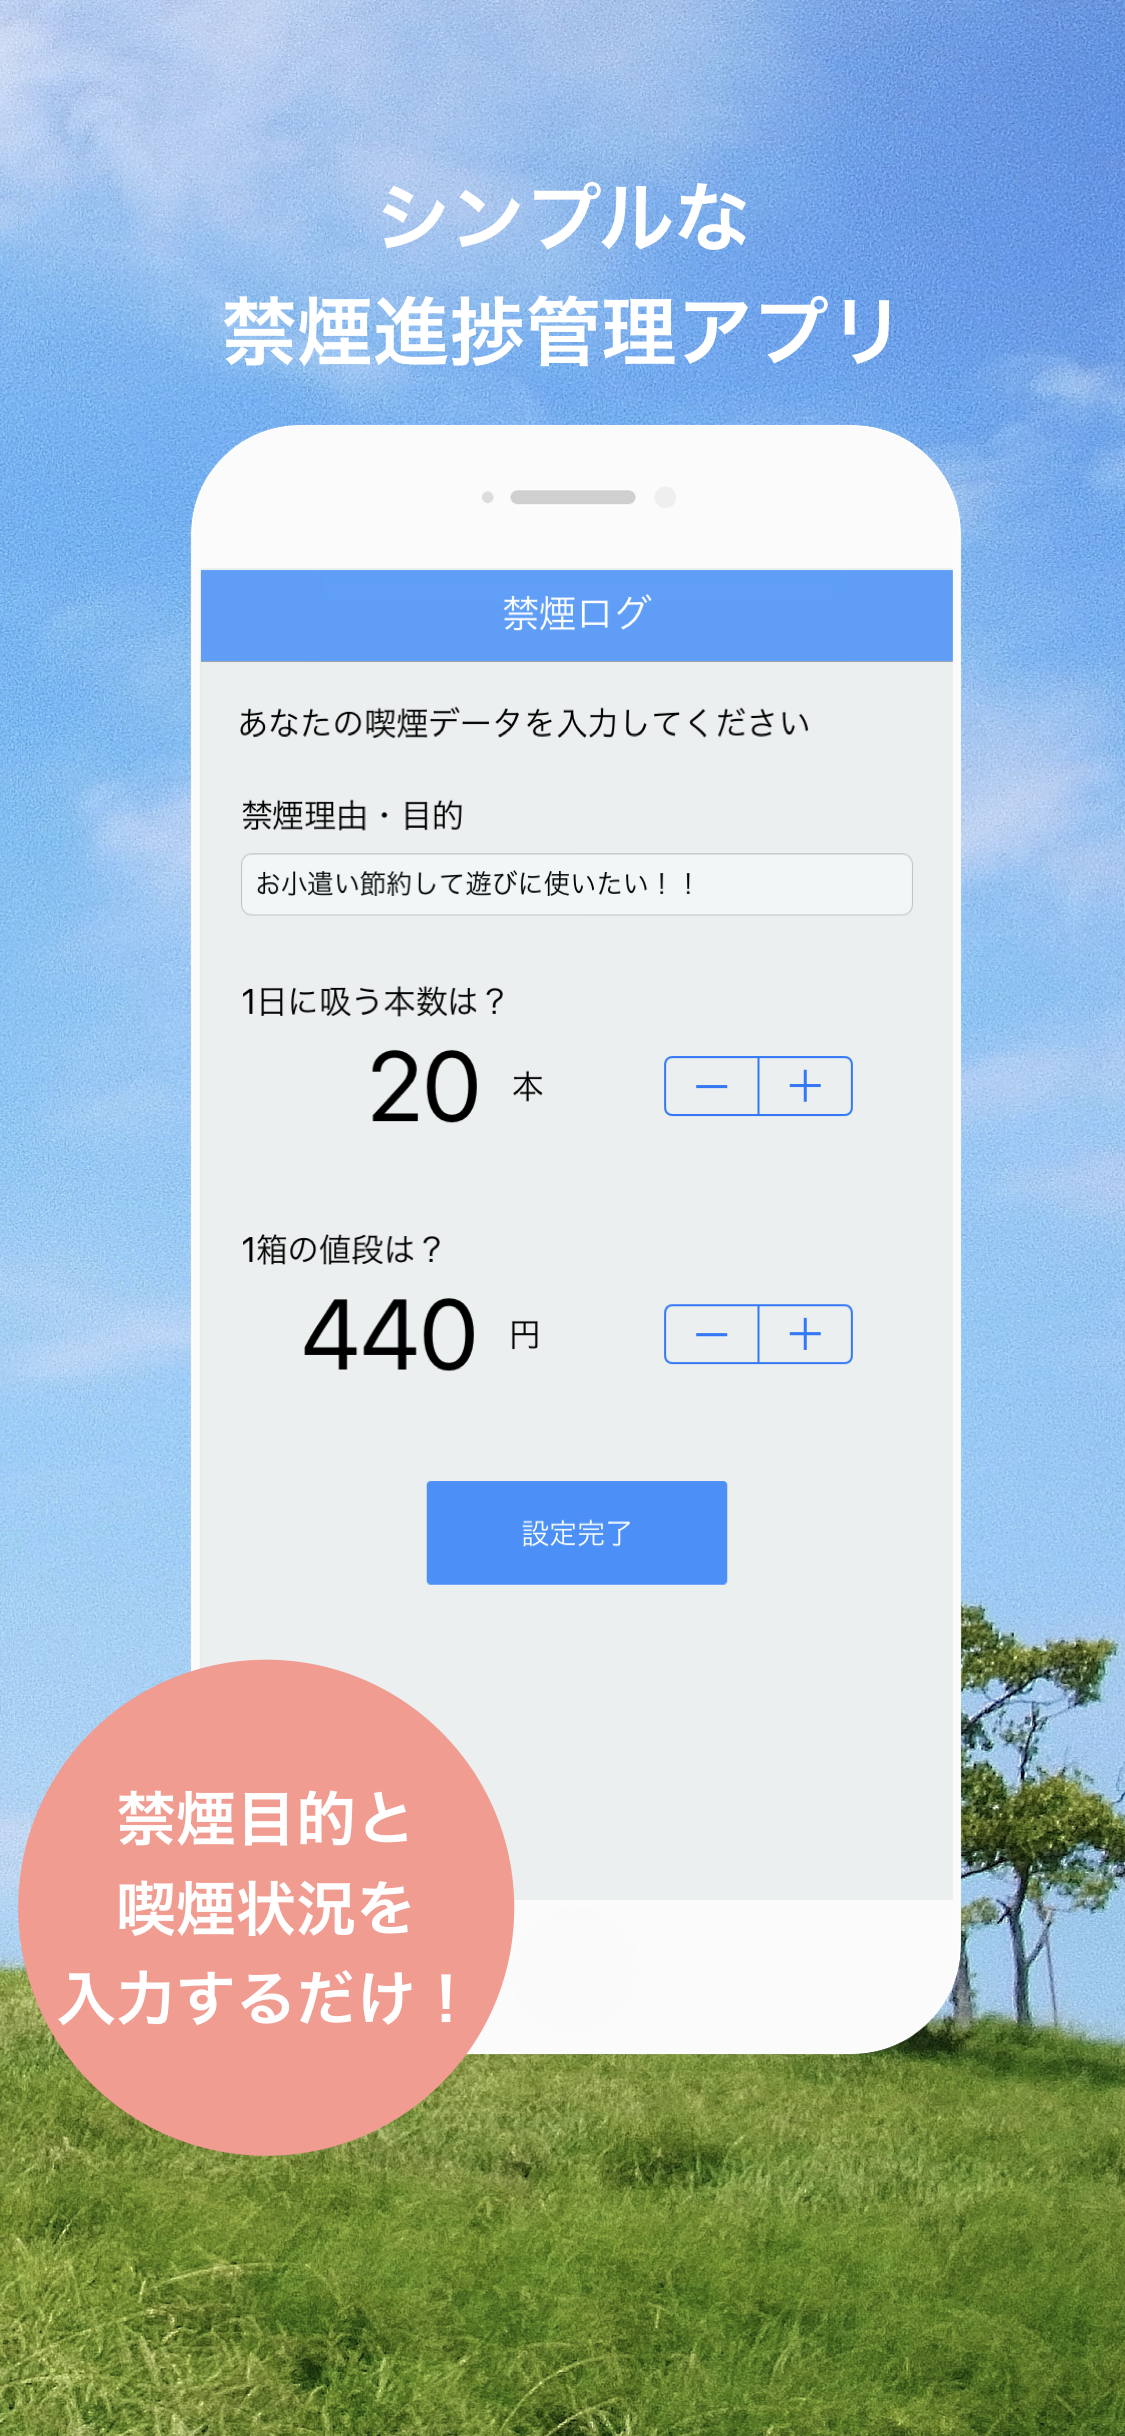 シンプルな
禁煙進捗管理アプリ
禁煙ログ
あなたの喫煙データを入力してください
禁煙理由・目的
お小遣い節約して遊びに使いたい！！
1日に吸う本数は？
20 本
− +
1箱の値段は？
440 円
− +
設定完了
禁煙目的と
喫煙状況を
入力するだけ！